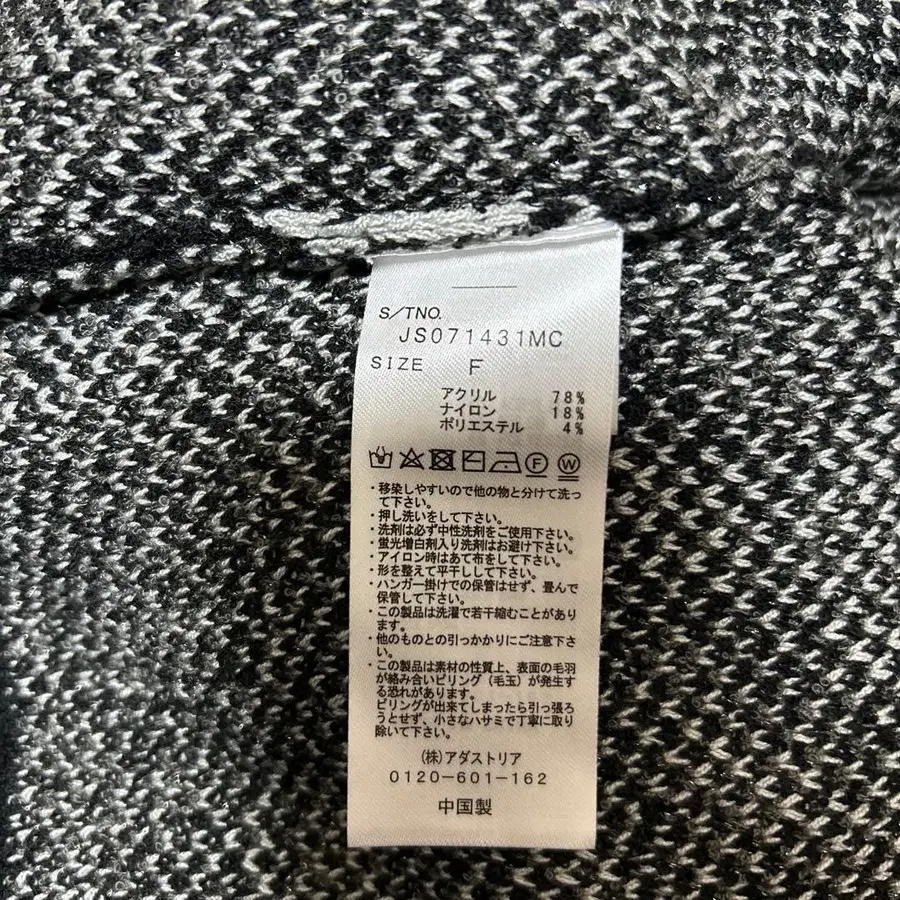 S/TNO.
JS071431MC
SIZE F
アクリル 78%
ナイロン 18%
ポリエステル 4%
F W
・移染しやすいので他の物と分けて洗っ
て下さい。
・押し洗いをして下さい。
・洗剤は必ず中性洗剤をご使用下さい。
・蛍光増白剤入り洗剤はお避け下さい。
・アイロン時はあて布をして下さい。
・形を整えて平干しして下さい。
・ハンガー掛けでの保管はせず、畳んで
保管して下さい。
・この製品は洗濯で若干縮むことがあり
ます。
・他のものとの引っかかりにご注意下さ
い。
・この製品は素材の性質上、表面の毛羽
が絡み合いピリング（毛玉）が発生す
る恐れがあります。
ピリングが出来てしまったら引っ張ろ
うとせず、小さなハサミで丁寧に取り
除いて下さい。
(株)アダストリア
0120-601-162
中国製